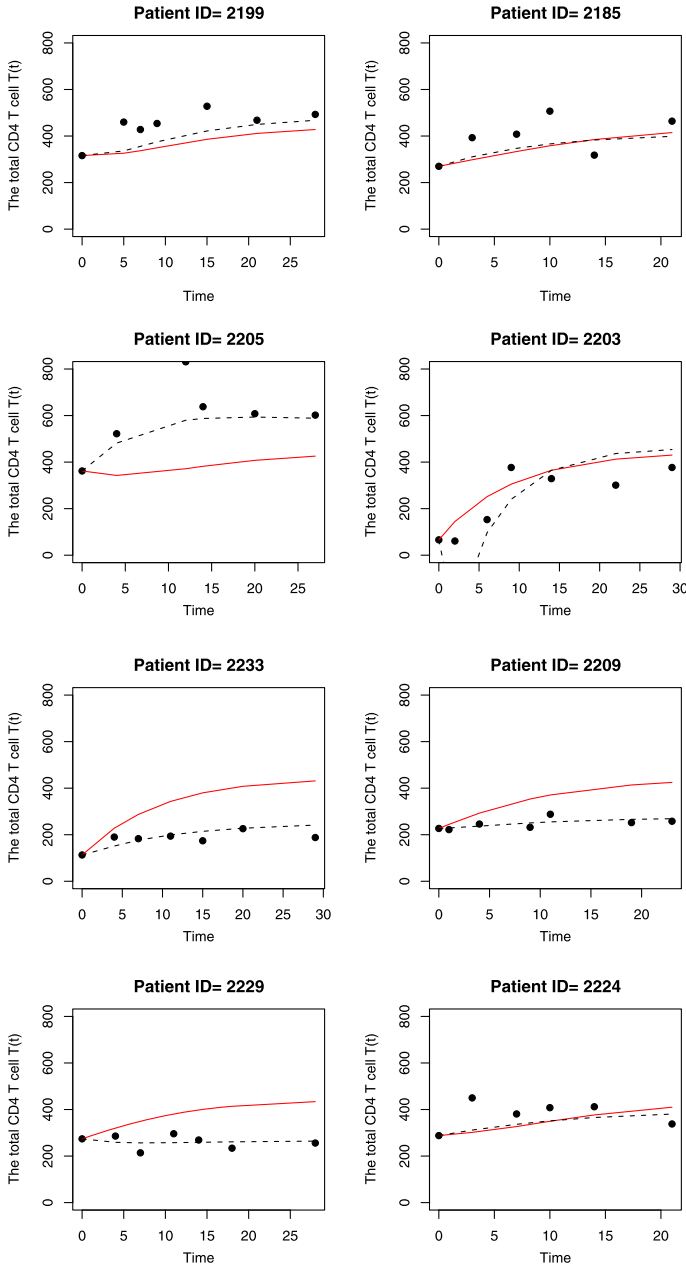 Patient ID= 2199
The total CD4 T cell T(t)
800
600
400
200
0
0 5 10 15 20 25
Time
Patient ID= 2185
The total CD4 T cell T(t)
800
600
400
200
0
0 5 10 15 20
Time
Patient ID= 2205
The total CD4 T cell T(t)
800
600
400
200
0
0 5 10 15 20 25
Time
Patient ID= 2203
The total CD4 T cell T(t)
800
600
400
200
0
0 5 10 15 20 25 30
Time
Patient ID= 2233
The total CD4 T cell T(t)
800
600
400
200
0
0 5 10 15 20 25 30
Time
Patient ID= 2209
The total CD4 T cell T(t)
800
600
400
200
0
0 5 10 15 20
Time
Patient ID= 2229
The total CD4 T cell T(t)
800
600
400
200
0
0 5 10 15 20 25
Time
Patient ID= 2224
The total CD4 T cell T(t)
800
600
400
200
0
0 5 10 15 20
Time